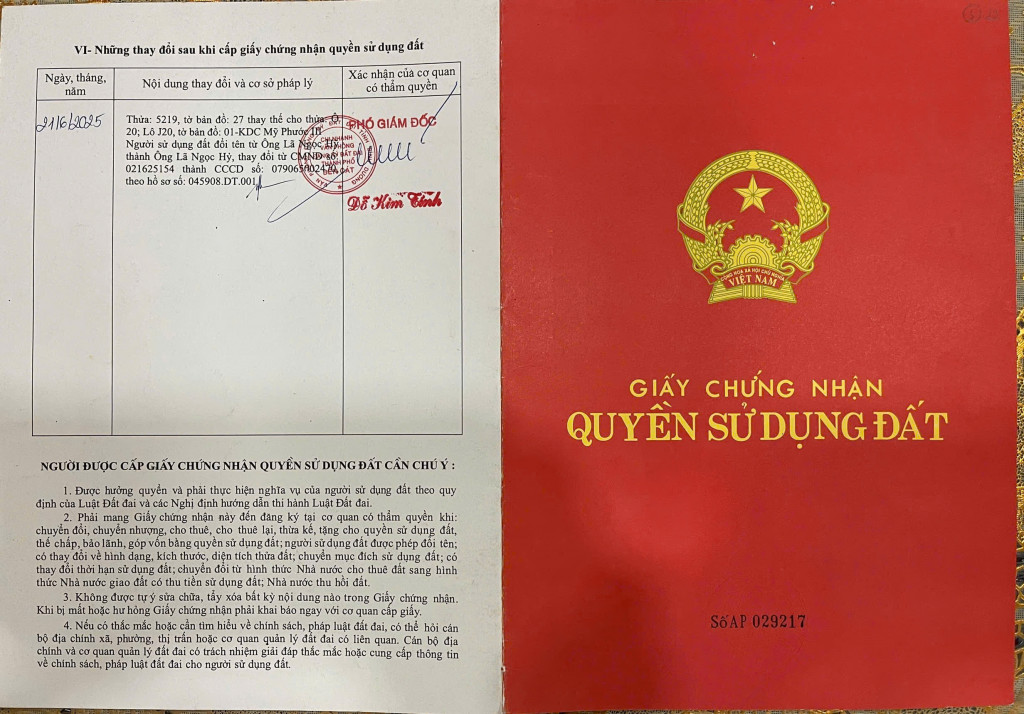 VI- Những thay đổi sau khi cấp giấy chứng nhận quyền sử dụng đất
Ngày, tháng, năm
Nội dung thay đổi và cơ sở pháp lý
Xác nhận của cơ quan có thẩm quyền
21/6/2025
Thửa: 5219, tờ bản đồ: 27 thay thế cho thửa: Ô
20; Lô J20, tờ bản đồ: 01-KDC Mỹ Phước III
Người sử dụng đất đổi tên từ Ông Lã Ngọc Hỷ
thành Ông Lã Ngọc Hỷ, thay đổi từ CMND số:
021625154 thành CCCD số:
theo hồ sơ số: 045908.DT.001
PHÓ GIÁM ĐỐC
CHI NHÁNH
VĂN PHÒNG
ĐẤT ĐAI
THÀNH PHỐ
BẾN CÁT
Đỗ Kim Tính
NGƯỜI ĐƯỢC CẤP GIẤY CHỨNG NHẬN QUYỀN SỬ DỤNG ĐẤT CẦN CHÚ Ý :
1. Được hưởng quyền và phải thực hiện nghĩa vụ của người sử dụng đất theo quy
định của Luật Đất đai và các Nghị định hướng dẫn thi hành Luật Đất đai.
2. Phải mang Giấy chứng nhận này đến đăng ký tại cơ quan có thẩm quyền khi:
chuyển đổi, chuyển nhượng, cho thuê, cho thuê lại, thừa kế, tặng cho quyền sử dụng đất,
thế chấp, bảo lãnh, góp vốn bằng quyền sử dụng đất; người sử dụng đất được phép đổi tên;
có thay đổi về hình dạng, kích thước, diện tích thửa đất; chuyển mục đích sử dụng đất; có
thay đổi thời hạn sử dụng đất; chuyển đổi từ hình thức Nhà nước cho thuê đất sang hình
thức Nhà nước giao đất có thu tiền sử dụng đất; Nhà nước thu hồi đất.
3. Không được tự ý sửa chữa, tẩy xóa bất kỳ nội dung nào trong Giấy chứng nhận.
Khi bị mất hoặc hư hỏng Giấy chứng nhận phải khai báo ngay với cơ quan cấp giấy.
4. Nếu có thắc mắc hoặc cần tìm hiểu về chính sách, pháp luật đất đai, có thể hỏi cán
bộ địa chính xã, phường, thị trấn hoặc cơ quan quản lý đất đai có liên quan. Cán bộ địa
chính và cơ quan quản lý đất đai có trách nhiệm giải đáp thắc mắc hoặc cung cấp thông tin
về chính sách, pháp luật đất đai cho người sử dụng đất.
CỘNG HÒA XÃ HỘI CHỦ NGHĨA
VIỆT NAM
GIẤY CHỨNG NHẬN
QUYỀN SỬ DỤNG ĐẤT
Số AP 029217